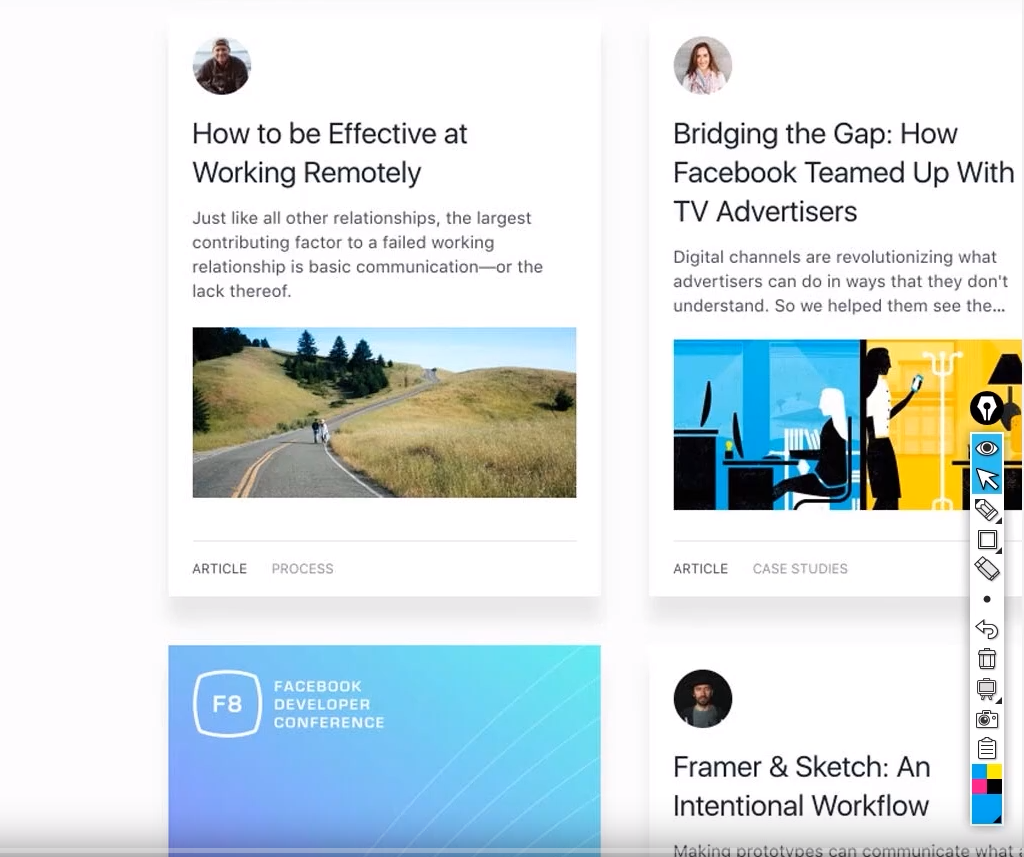 How to be Effective at
Working Remotely
Just like all other relationships, the largest
contributing factor to a failed working
relationship is basic communication—or the
lack thereof.
ARTICLE PROCESS
Bridging the Gap: How
Facebook Teamed Up With
TV Advertisers
Digital channels are revolutionizing what
advertisers can do in ways that they don't
understand. So we helped them see the...
ARTICLE CASE STUDIES
F8
FACEBOOK
DEVELOPER
CONFERENCE
Framer & Sketch: An
Intentional Workflow
Making prototypes can communicate what a